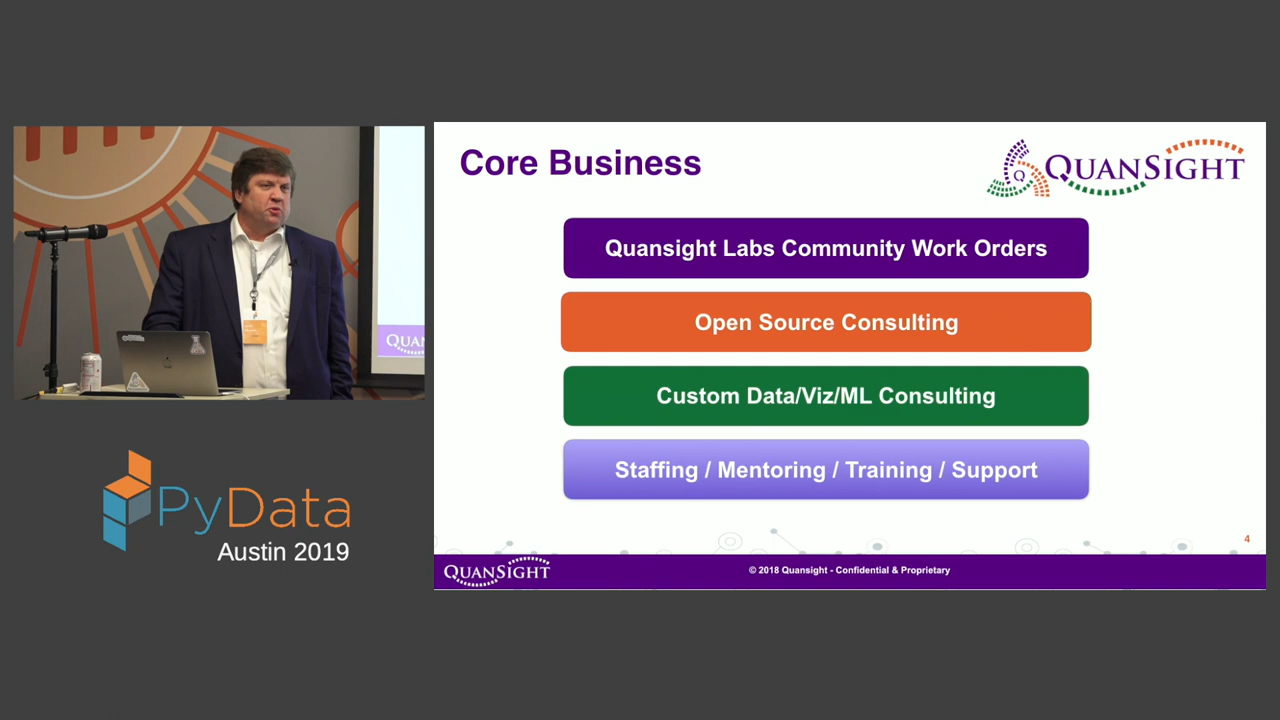 Core Business
QUANSIGHT
Quansight Labs Community Work Orders
Open Source Consulting
Custom Data/Viz/ML Consulting
Staffing / Mentoring / Training / Support
4
QUANSIGHT
© 2018 Quansight - Confidential & Proprietary
QUAN
PyData
Austin 2019